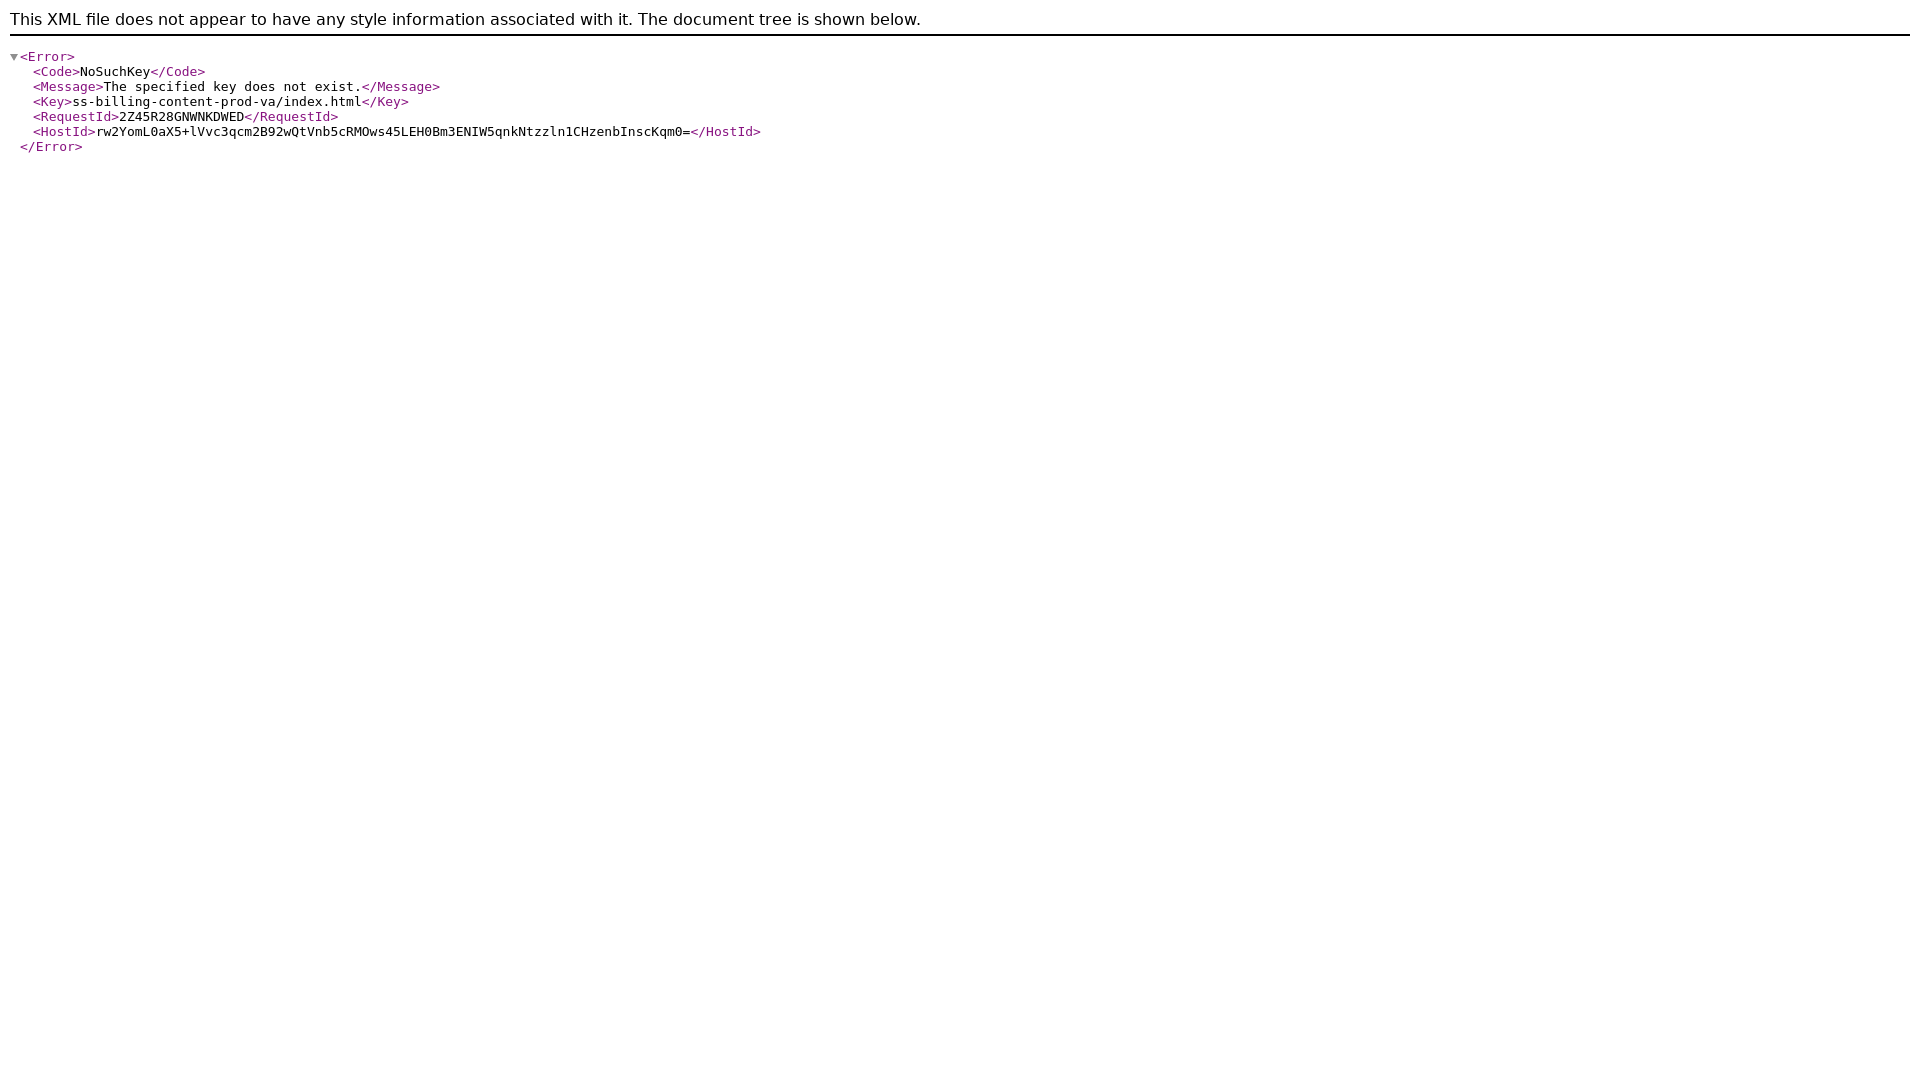 This XML file does not appear to have any style information associated with it. The document tree is shown below.
<Error>
<Code>NoSuchKey</Code>
<Message>The specified key does not exist.</Message>
<Key>ss-billing-content-prod-va/index.html</Key>
<RequestId>2Z45R28GNWNKDWED</RequestId>
<HostId>rw2YomL0aX5+lVvc3qcm2B92wQtVnb5cRMOws45LEH0Bm3ENIW5qnkNtzzln1CHzenbInscKqm0=</HostId>
</Error>